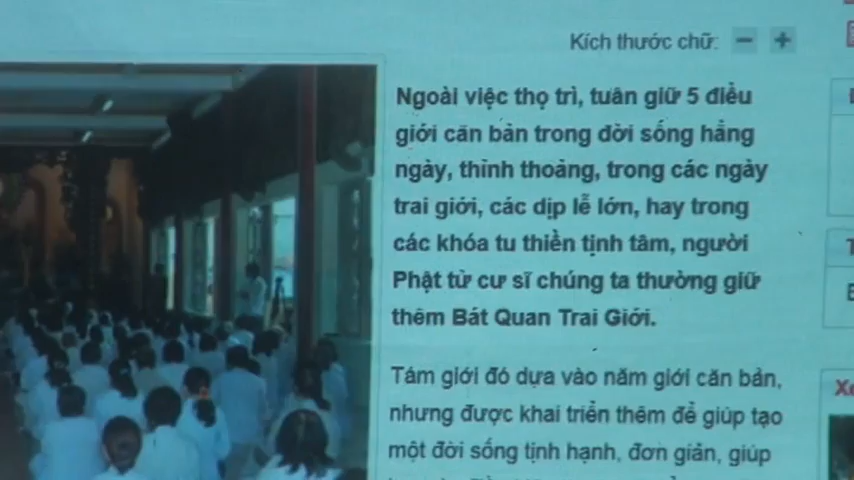 Kích thước chữ:
Ngoài việc thọ trì, tuân giữ 5 điều
giới căn bản trong đời sống hằng
ngày, thỉnh thoảng, trong các ngày
trai giới, các dịp lễ lớn, hay trong
các khóa tu thiền tịnh tâm, người
Phật tử cư sĩ chúng ta thường giữ
thêm Bát Quan Trai Giới.
Tám giới đó dựa vào năm giới căn bản,
nhưng được khai triển thêm để giúp tạo
một đời sống tịnh hạnh, đơn giản, giúp